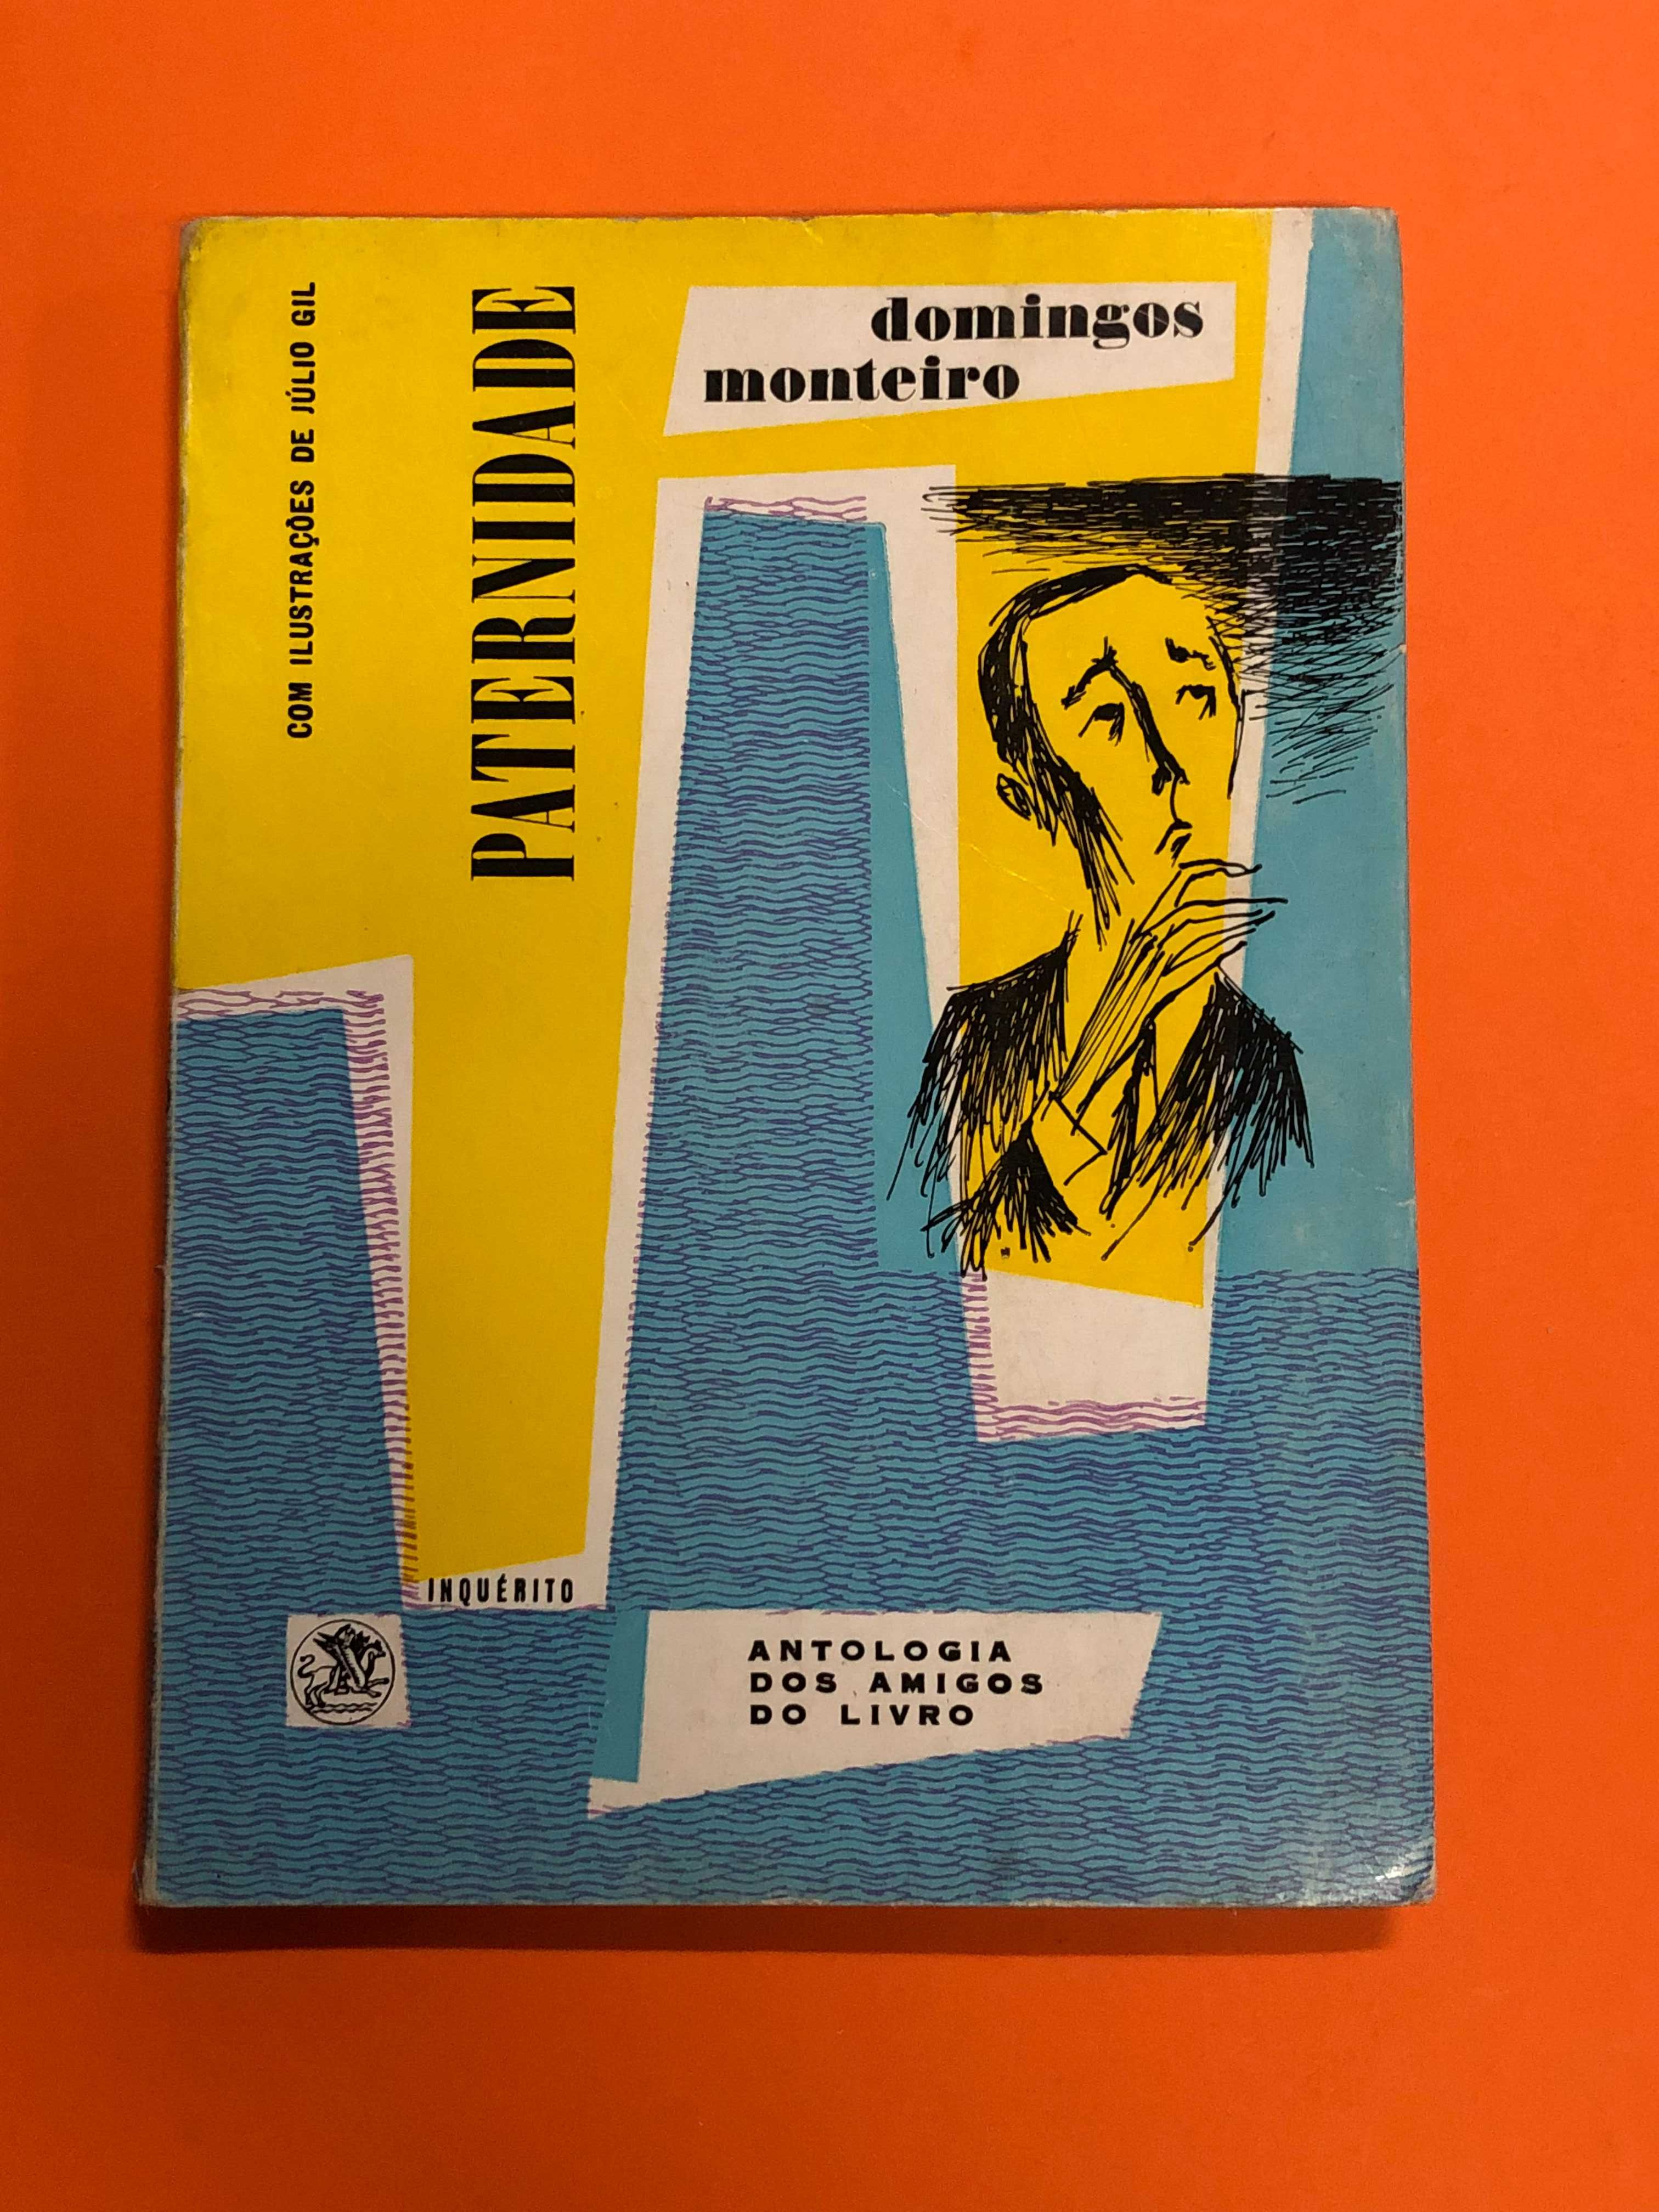 COM ILUSTRAÇÕES DE JÚLIO GIL
PATERNIDADE
domingos
monteiro
INQUÉRITO
ANTOLOGIA
DOS AMIGOS
DO LIVRO